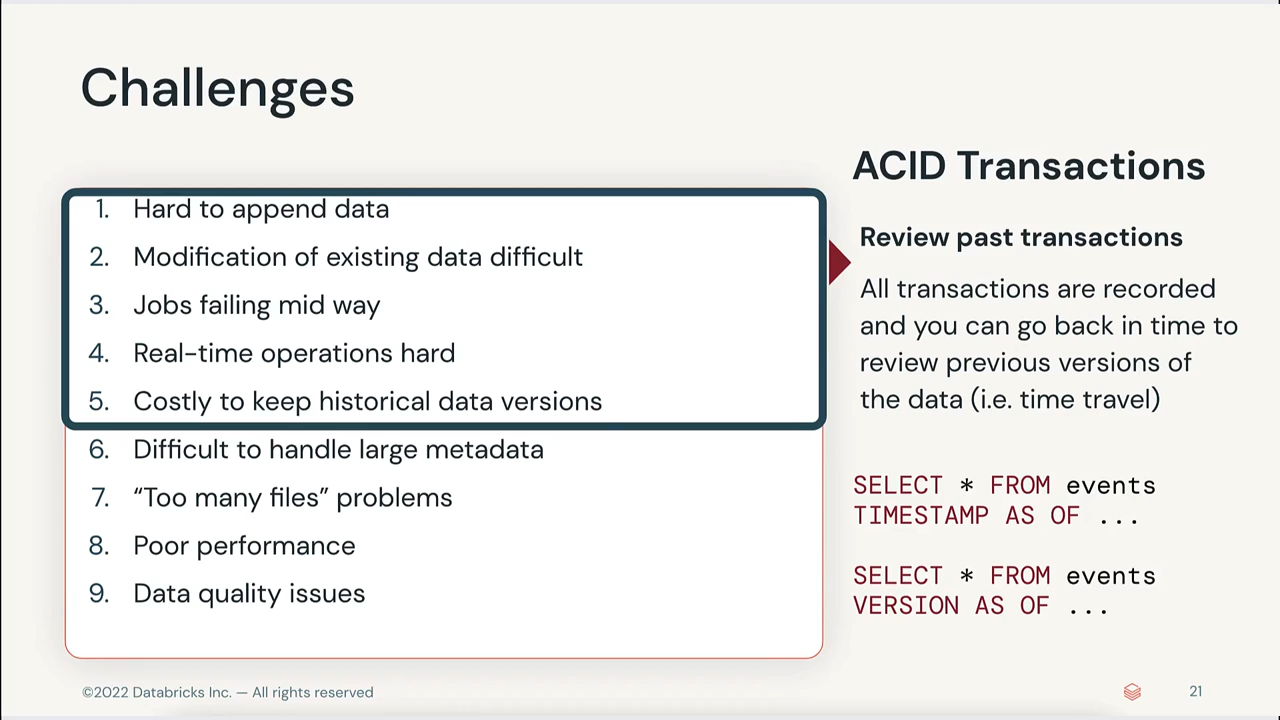 Challenges
1. Hard to append data
2. Modification of existing data difficult
3. Jobs failing mid way
4. Real-time operations hard
5. Costly to keep historical data versions
6. Difficult to handle large metadata
7. “Too many files” problems
8. Poor performance
9. Data quality issues
ACID Transactions
Review past transactions
All transactions are recorded
and you can go back in time to
review previous versions of
the data (i.e. time travel)
SELECT * FROM events
TIMESTAMP AS OF ...
SELECT * FROM events
VERSION AS OF ...
©2022 Databricks Inc. — All rights reserved
21